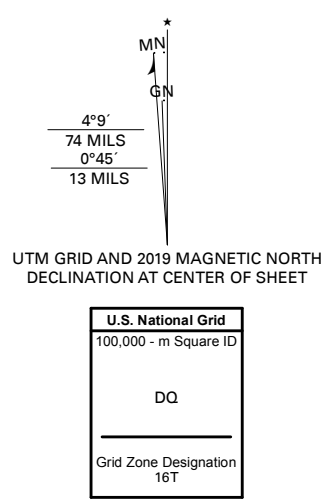 ★
MN
GN
4°9´
74 MILS
0°45´
13 MILS
UTM GRID AND 2019 MAGNETIC NORTH
DECLINATION AT CENTER OF SHEET
U.S. National Grid
100,000 - m Square ID
DQ
Grid Zone Designation
16T